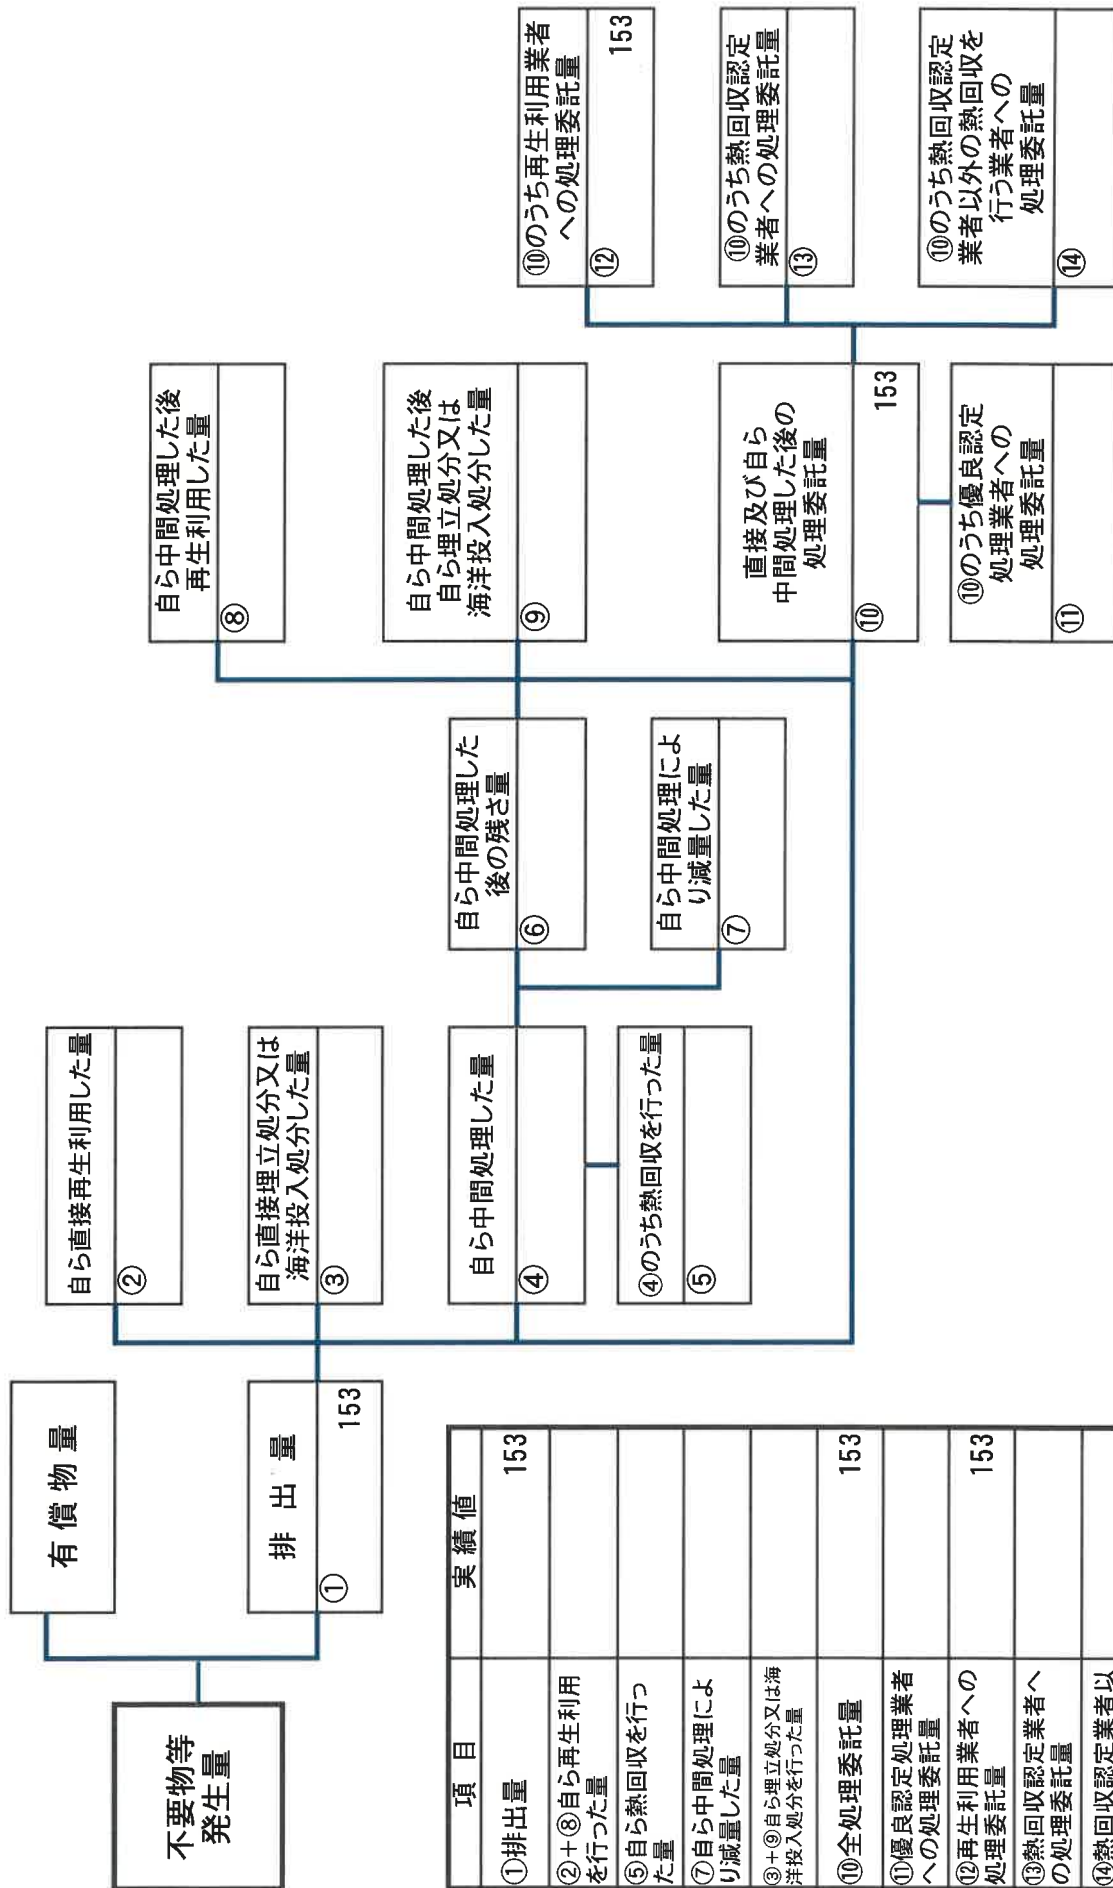 不要物等
発生量
有償物量
排出量
①
153
自ら直接再生利用した量
②
自ら直接埋立処分又は
海洋投入処分した量
③
自ら中間処理した量
④
④のうち熱回収を行った量
⑤
自ら中間処理した
後の残さ量
⑥
自ら中間処理によ
り減量した量
⑦
自ら中間処理した後
再生利用した量
⑧
自ら中間処理した後
自ら埋立処分又は
海洋投入処分した量
⑨
直接及び自ら
中間処理した後の
処理委託量
⑩
153
⑩のうち優良認定
処理業者への
処理委託量
⑪
⑩のうち再生利用業者
への処理委託量
⑫
153
⑩のうち熱回収認定
業者への処理委託量
⑬
⑩のうち熱回収認定
業者以外の熱回収を
行う業者への
処理委託量
⑭
項目 実績値
①排出量 153
②+⑧自ら再生利用
を行った量
⑤自ら熱回収を行っ
た量
⑦自ら中間処理によ
り減量した量
③+⑨自ら埋立処分又は海
洋投入処分を行った量
⑩全処理委託量 153
⑪優良認定処理業者
への処理委託量
⑫再生利用業者への
処理委託量 153
⑬熱回収認定業者へ
の処理委託量
⑭熱回収認定業者以